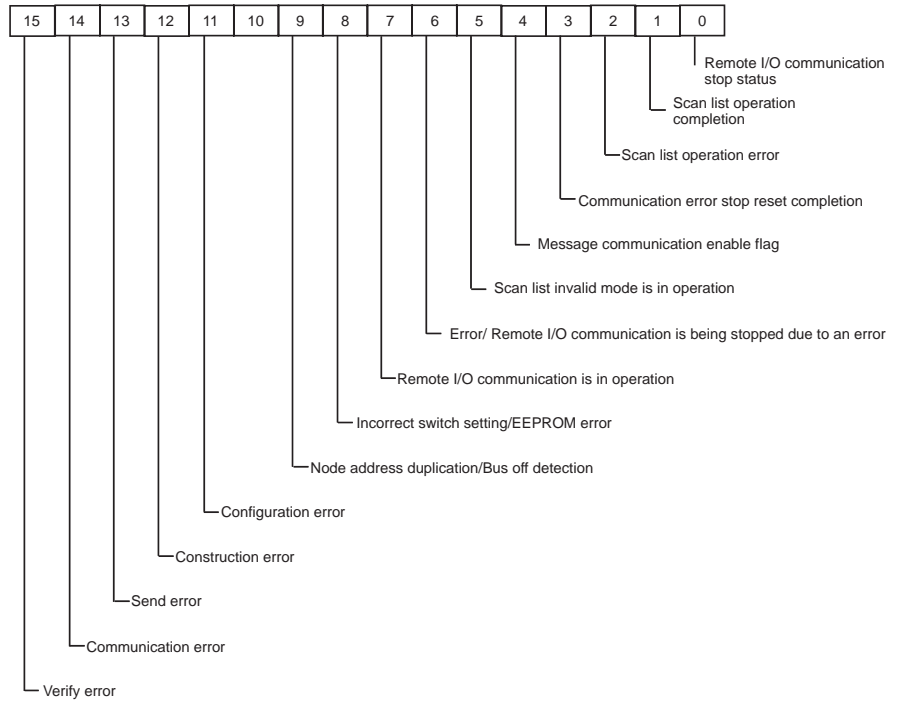 15 14 13 12 11 10 9 8 7 6 5 4 3 2 1 0
Remote I/O communication
stop status
Scan list operation
completion
Scan list operation error
Communication error stop reset completion
Message communication enable flag
Scan list invalid mode is in operation
Error/ Remote I/O communication is being stopped due to an error
Remote I/O communication is in operation
Incorrect switch setting/EEPROM error
Node address duplication/Bus off detection
Configuration error
Construction error
Send error
Communication error
Verify error